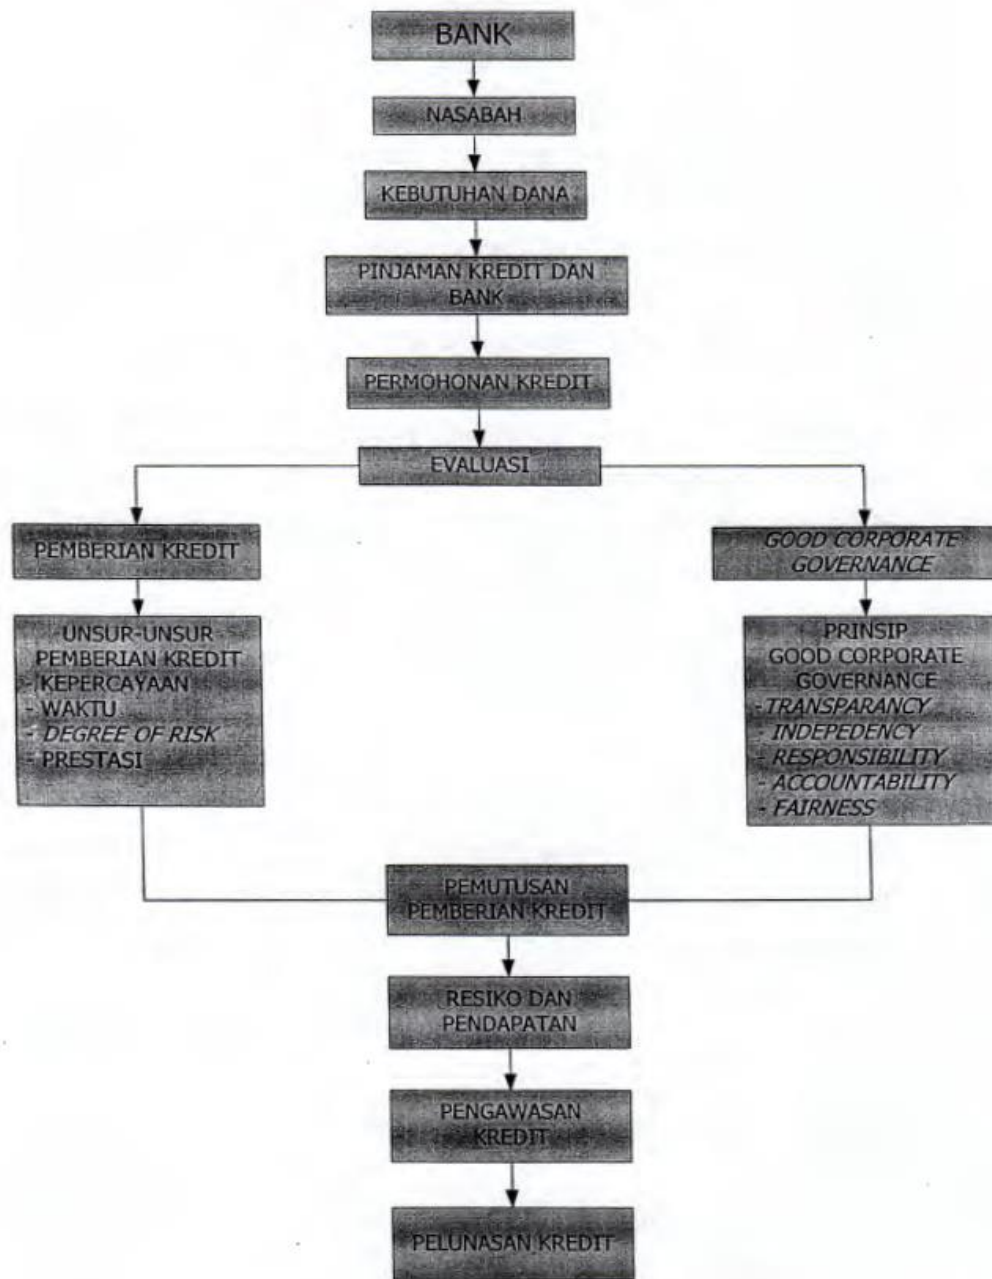 BANK
NASABAH
KEBUTUHAN DANA
PINJAMAN KREDIT DAN
BANK
PERMOHONAN KREDIT
EVALUASI
PEMBERIAN KREDIT
UNSUR-UNSUR
PEMBERIAN KREDIT
- KEPERCAYAAN
- WAKTU
- DEGREE OF RISK
- PRESTASI
GOOD CORPORATE
GOVERNANCE
PRINSIP
GOOD CORPORATE
GOVERNANCE
- TRANSPARANCY
- INDEPEDENCY
- RESPONSIBILITY
- ACCOUNTABILITY
- FAIRNESS
PEMUTUSAN
PEMBERIAN KREDIT
RESIKO DAN
PENDAPATAN
PENGAWASAN
KREDIT
PELUNASAN KREDIT